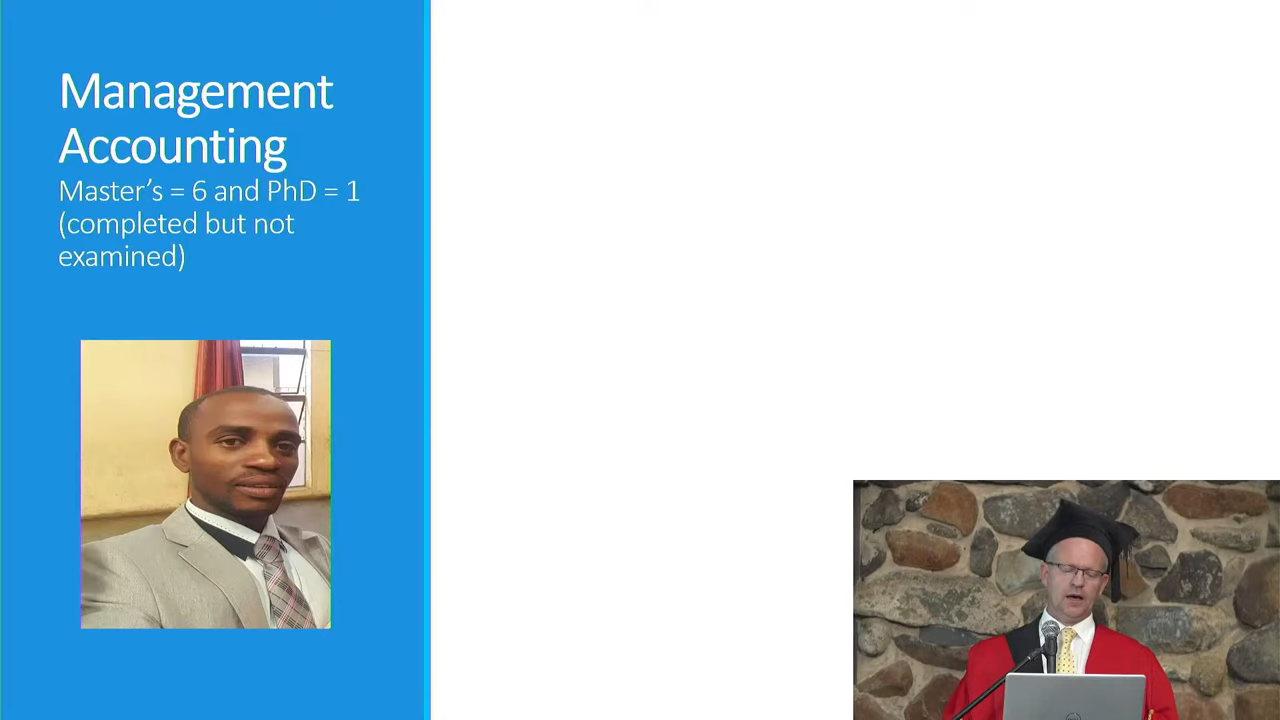 Management
Accounting
Master’s = 6 and PhD = 1
(completed but not
examined)